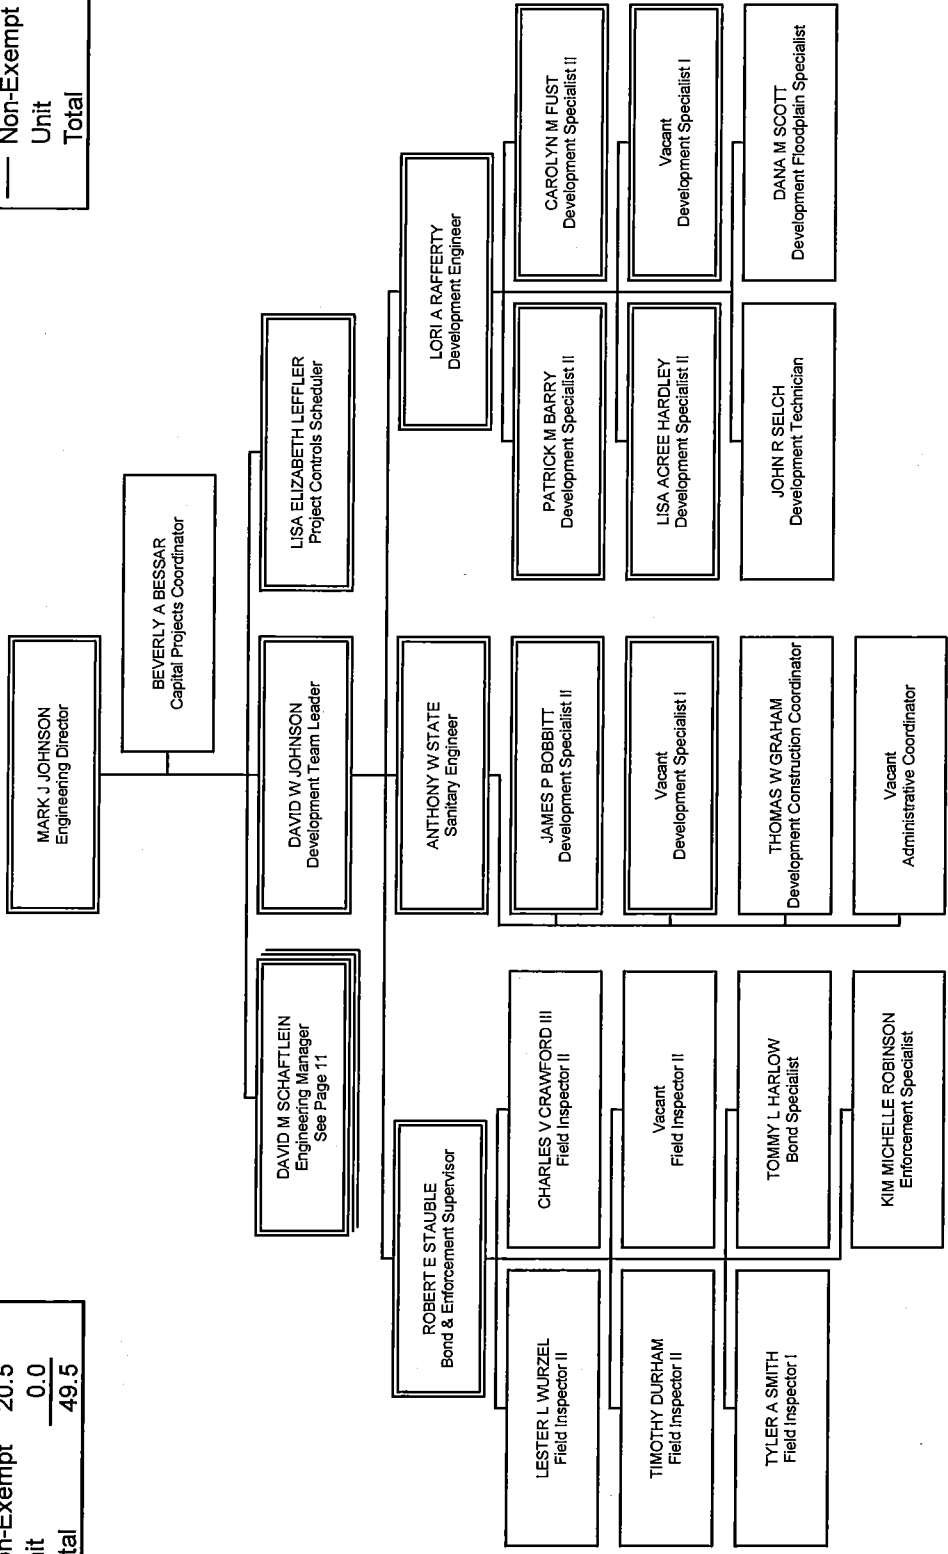 n-Exempt 20.5
it 0.0
tal 49.5
Non-Exempt
Unit
Total
MARK J JOHNSON
Engineering Director
BEVERLY A BESSAR
Capital Projects Coordinator
DAVID M SCHAFTLEIN
Engineering Manager
See Page 11
DAVID W JOHNSON
Development Team Leader
LISA ELIZABETH LEFFLER
Project Controls Scheduler
ROBERT E STAUBLE
Bond & Enforcement Supervisor
ANTHONY W STATE
Sanitary Engineer
LORI A RAFFERTY
Development Engineer
LESTER L WURZEL
Field Inspector II
CHARLES V CRAWFORD III
Field Inspector II
TIMOTHY DURHAM
Field Inspector II
Vacant
Field Inspector II
TYLER A SMITH
Field Inspector I
TOMMY L HARLOW
Bond Specialist
KIM MICHELLE ROBINSON
Enforcement Specialist
JAMES P BOBBITT
Development Specialist II
Vacant
Development Specialist I
THOMAS W GRAHAM
Development Construction Coordinator
Vacant
Administrative Coordinator
PATRICK M BARRY
Development Specialist II
CAROLYN M FUST
Development Specialist II
LISA ACREE HARDLEY
Development Specialist II
Vacant
Development Specialist I
JOHN R SELCH
Development Technician
DANA M SCOTT
Development Floodplain Specialist